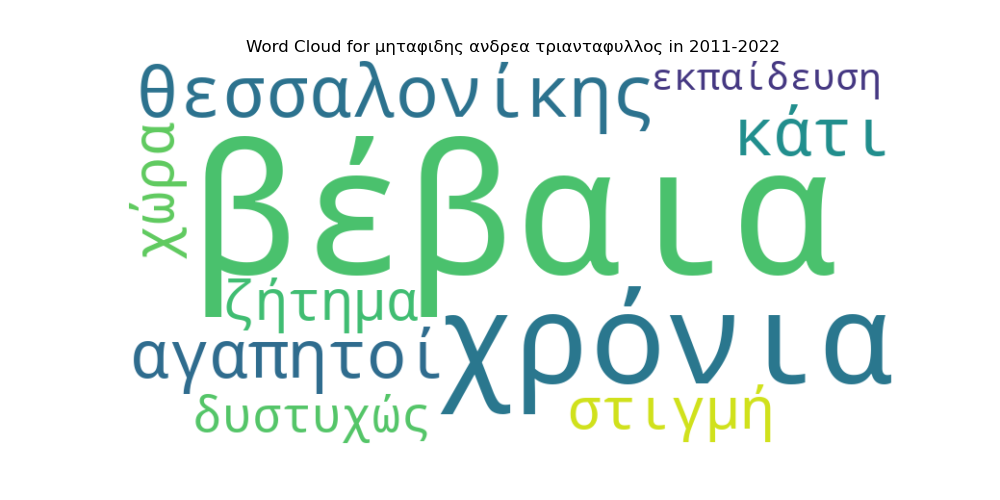 Word Cloud for μηταφιδης ανδρεα τριανταφυλλος in 2011-2022
θεσσαλονίκης
εκπαίδευση
κάτι
χώρα
βέβαια
ζήτημα
χρόνια
αγαπητοί
δυστυχώς
στιγμή